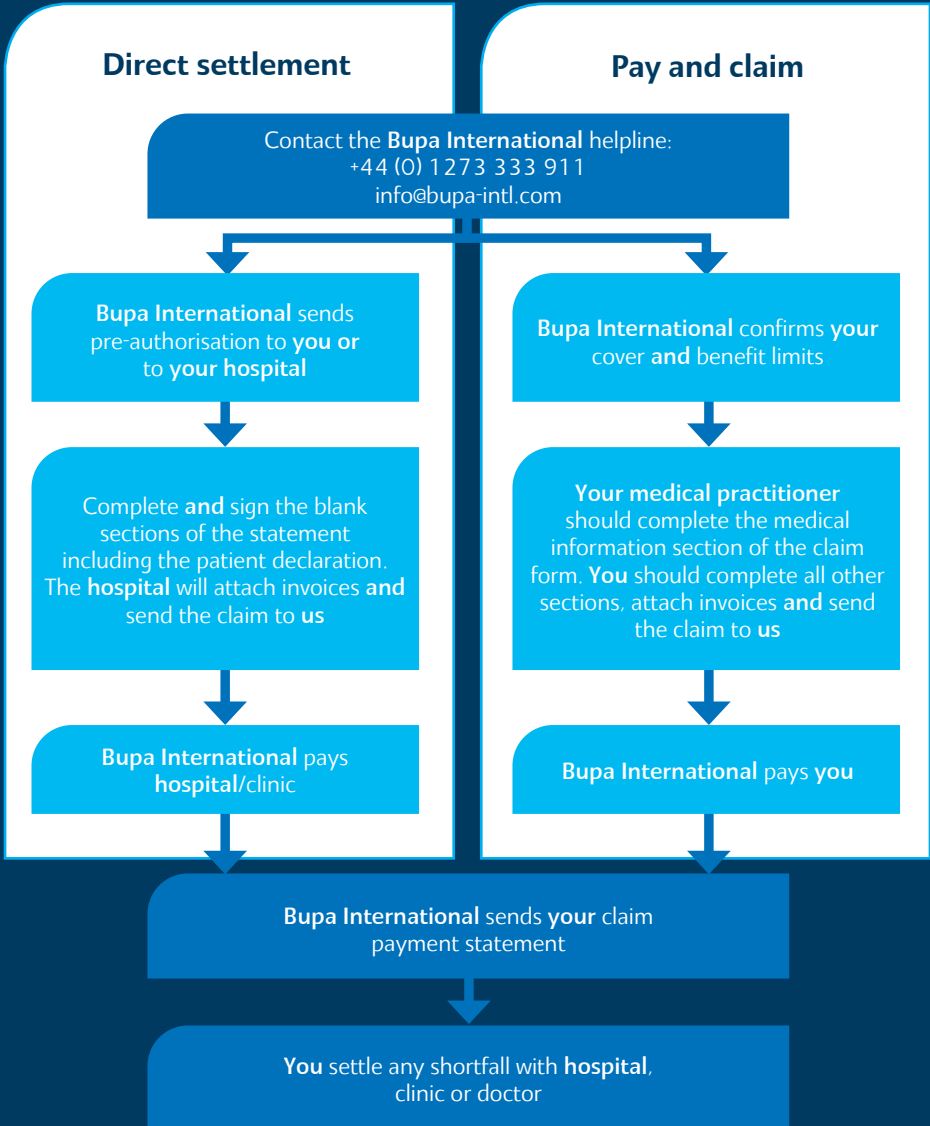 Direct settlement
Pay and claim
Contact the Bupa International helpline:
+44 (0) 1273 333 911
info@bupa-intl.com
Bupa International sends
pre-authorisation to you or
to your hospital
Complete and sign the blank
sections of the statement
including the patient declaration.
The hospital will attach invoices and
send the claim to us
Bupa International pays
hospital/clinic
Bupa International confirms your
cover and benefit limits
Your medical practitioner
should complete the medical
information section of the claim
form. You should complete all other
sections, attach invoices and send
the claim to us
Bupa International pays you
Bupa International sends your claim
payment statement
You settle any shortfall with hospital,
clinic or doctor